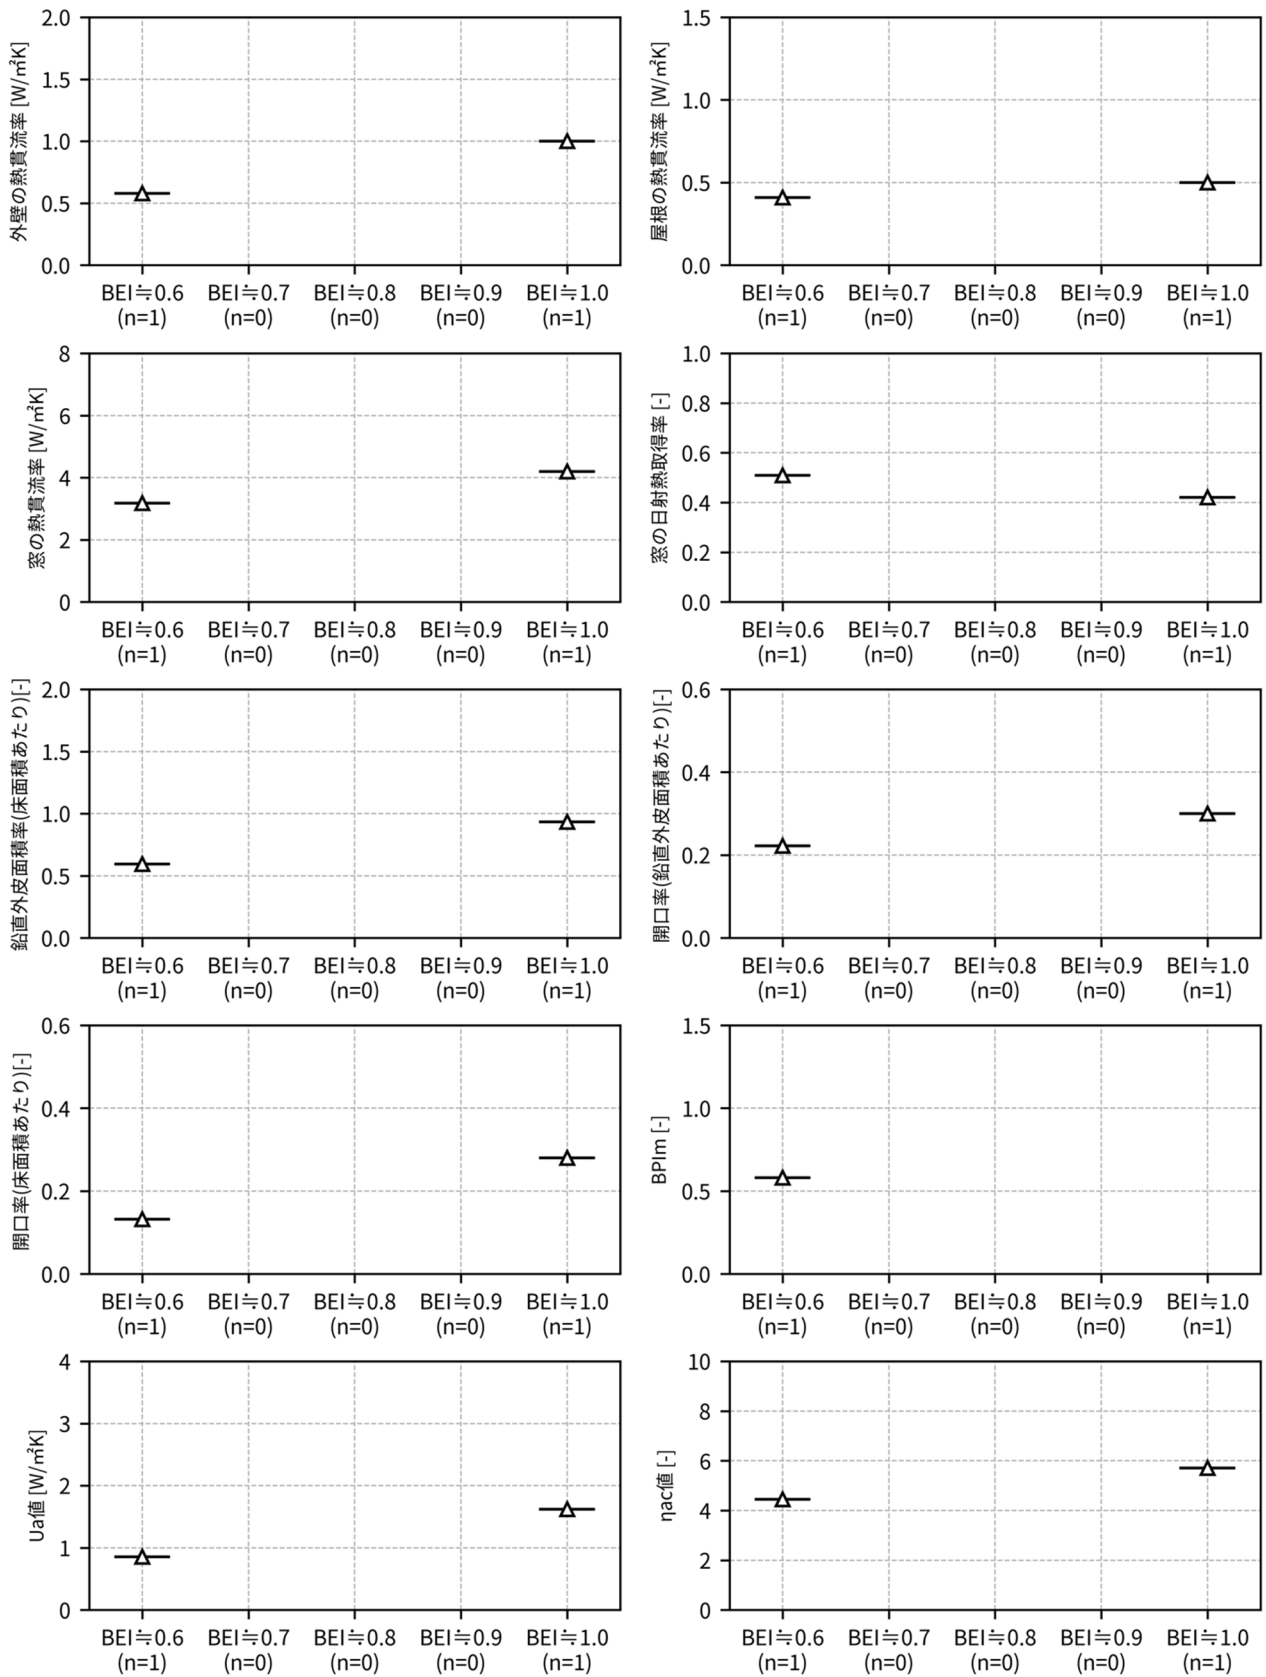 外壁の熱貫流率 [W/㎡K]
2.0
1.5
1.0
0.5
0.0
BEI≒0.6 BEI≒0.7 BEI≒0.8 BEI≒0.9 BEI≒1.0
(n=1) (n=0) (n=0) (n=0) (n=1)
屋根の熱貫流率 [W/㎡K]
1.5
1.0
0.5
0.0
BEI≒0.6 BEI≒0.7 BEI≒0.8 BEI≒0.9 BEI≒1.0
(n=1) (n=0) (n=0) (n=0) (n=1)
窓の熱貫流率 [W/㎡K]
8
6
4
2
0
BEI≒0.6 BEI≒0.7 BEI≒0.8 BEI≒0.9 BEI≒1.0
(n=1) (n=0) (n=0) (n=0) (n=1)
窓の日射熱取得率 [-]
1.0
0.8
0.6
0.4
0.2
0.0
BEI≒0.6 BEI≒0.7 BEI≒0.8 BEI≒0.9 BEI≒1.0
(n=1) (n=0) (n=0) (n=0) (n=1)
鉛直外皮面積率(床面積あたり)[-]
2.0
1.5
1.0
0.5
0.0
BEI≒0.6 BEI≒0.7 BEI≒0.8 BEI≒0.9 BEI≒1.0
(n=1) (n=0) (n=0) (n=0) (n=1)
開口率(鉛直外皮面積あたり)[-]
0.6
0.4
0.2
0.0
BEI≒0.6 BEI≒0.7 BEI≒0.8 BEI≒0.9 BEI≒1.0
(n=1) (n=0) (n=0) (n=0) (n=1)
開口率(床面積あたり)[-]
0.6
0.4
0.2
0.0
BEI≒0.6 BEI≒0.7 BEI≒0.8 BEI≒0.9 BEI≒1.0
(n=1) (n=0) (n=0) (n=0) (n=1)
BPIm [-]
1.5
1.0
0.5
0.0
BEI≒0.6 BEI≒0.7 BEI≒0.8 BEI≒0.9 BEI≒1.0
(n=1) (n=0) (n=0) (n=0) (n=1)
Ua値 [W/㎡K]
4
3
2
1
0
BEI≒0.6 BEI≒0.7 BEI≒0.8 BEI≒0.9 BEI≒1.0
(n=1) (n=0) (n=0) (n=0) (n=1)
ηac値 [-]
10
8
6
4
2
0
BEI≒0.6 BEI≒0.7 BEI≒0.8 BEI≒0.9 BEI≒1.0
(n=1) (n=0) (n=0) (n=0) (n=1)